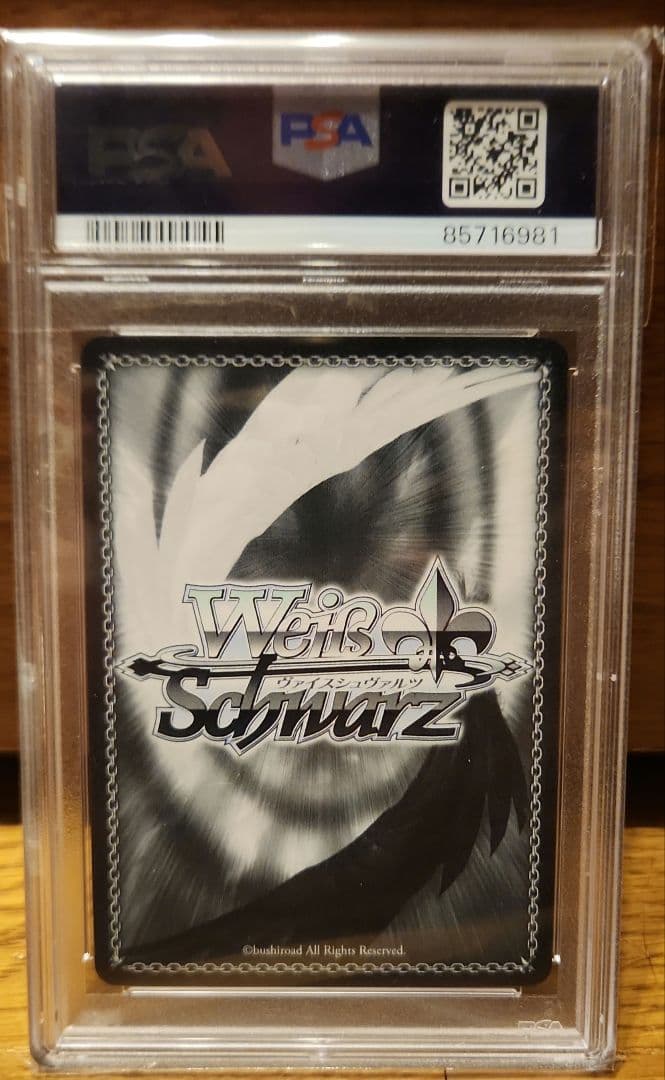 PSA
PSA
85716981
Weiß
ヴァイスシュヴァルツ
Schwarz
©bushiroad All Rights Reserved.
PSA